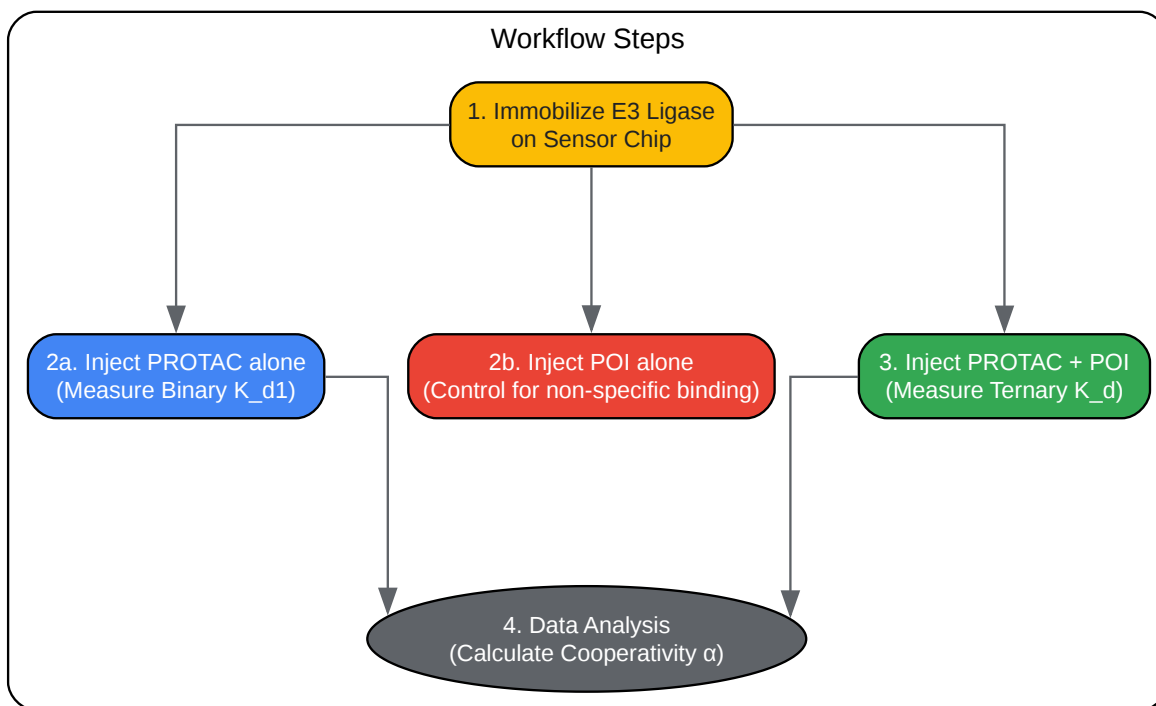 Workflow Steps
1. Immobilize E3 Ligase
on Sensor Chip
2a. Inject PROTAC alone
(Measure Binary K_d1)
2b. Inject POI alone
(Control for non-specific binding)
3. Inject PROTAC + POI
(Measure Ternary K_d)
4. Data Analysis
(Calculate Cooperativity α)